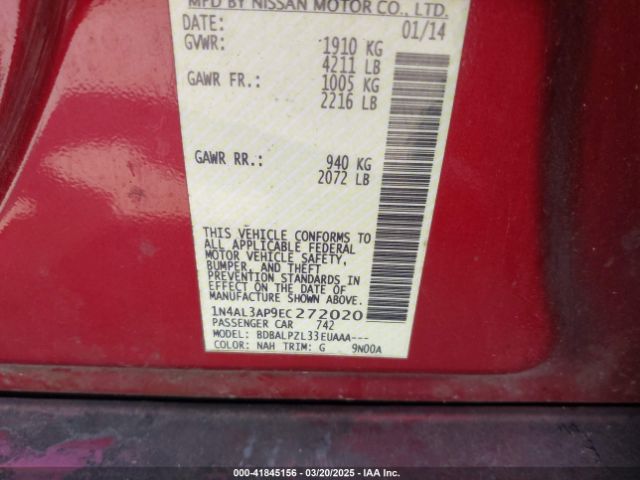 MFD BY NISSAN MOTOR CO., LTD.
DATE: 01/14
GVWR: 1910 KG
4211 LB
GAWR FR.: 1005 KG
2216 LB
GAWR RR.: 940 KG
2072 LB
THIS VEHICLE CONFORMS TO
ALL APPLICABLE FEDERAL
MOTOR VEHICLE SAFETY,
BUMPER, AND THEFT
PREVENTION STANDARDS IN
EFFECT ON THE DATE OF
MANUFACTURE SHOWN ABOVE.
1N4AL3AP9EC272020
PASSENGER CAR 742
MODEL: BDBALPZL33EUAAA---
COLOR: NAH TRIM: G 9N00A
000-41845156 — 03/20/2025 — IAA Inc.